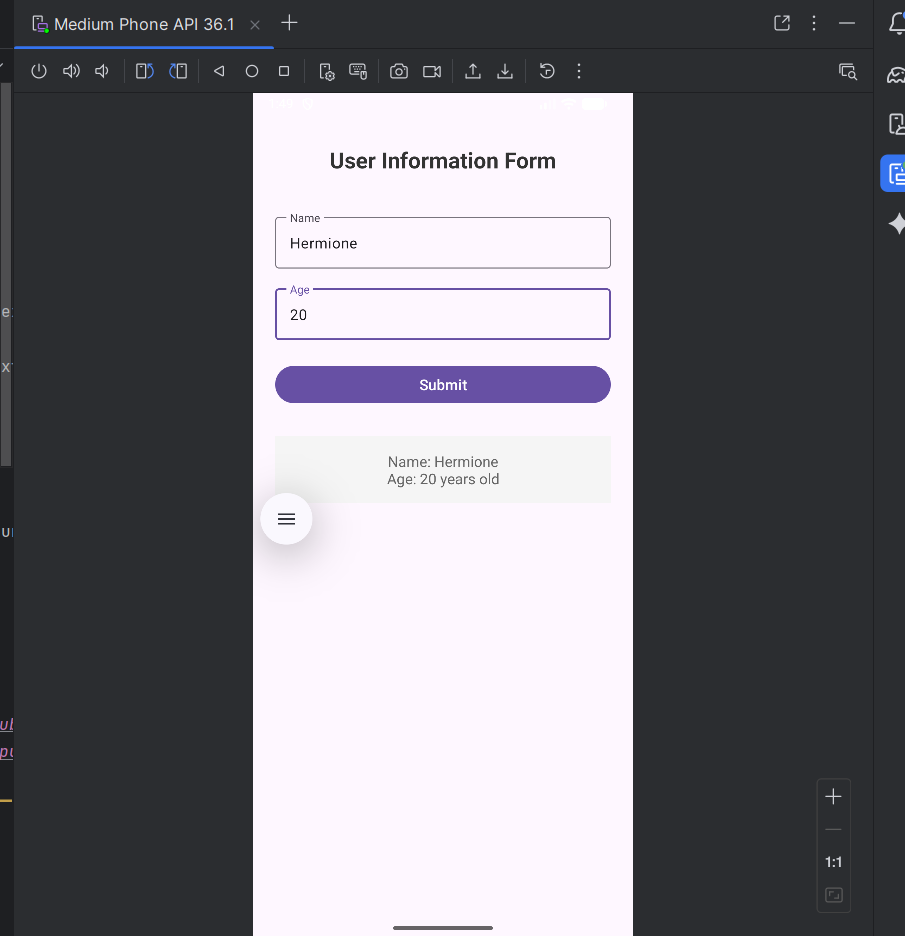 Medium Phone API 36.1
User Information Form
Name
Hermione
Age
20
Submit
Name: Hermione
Age: 20 years old
1:1